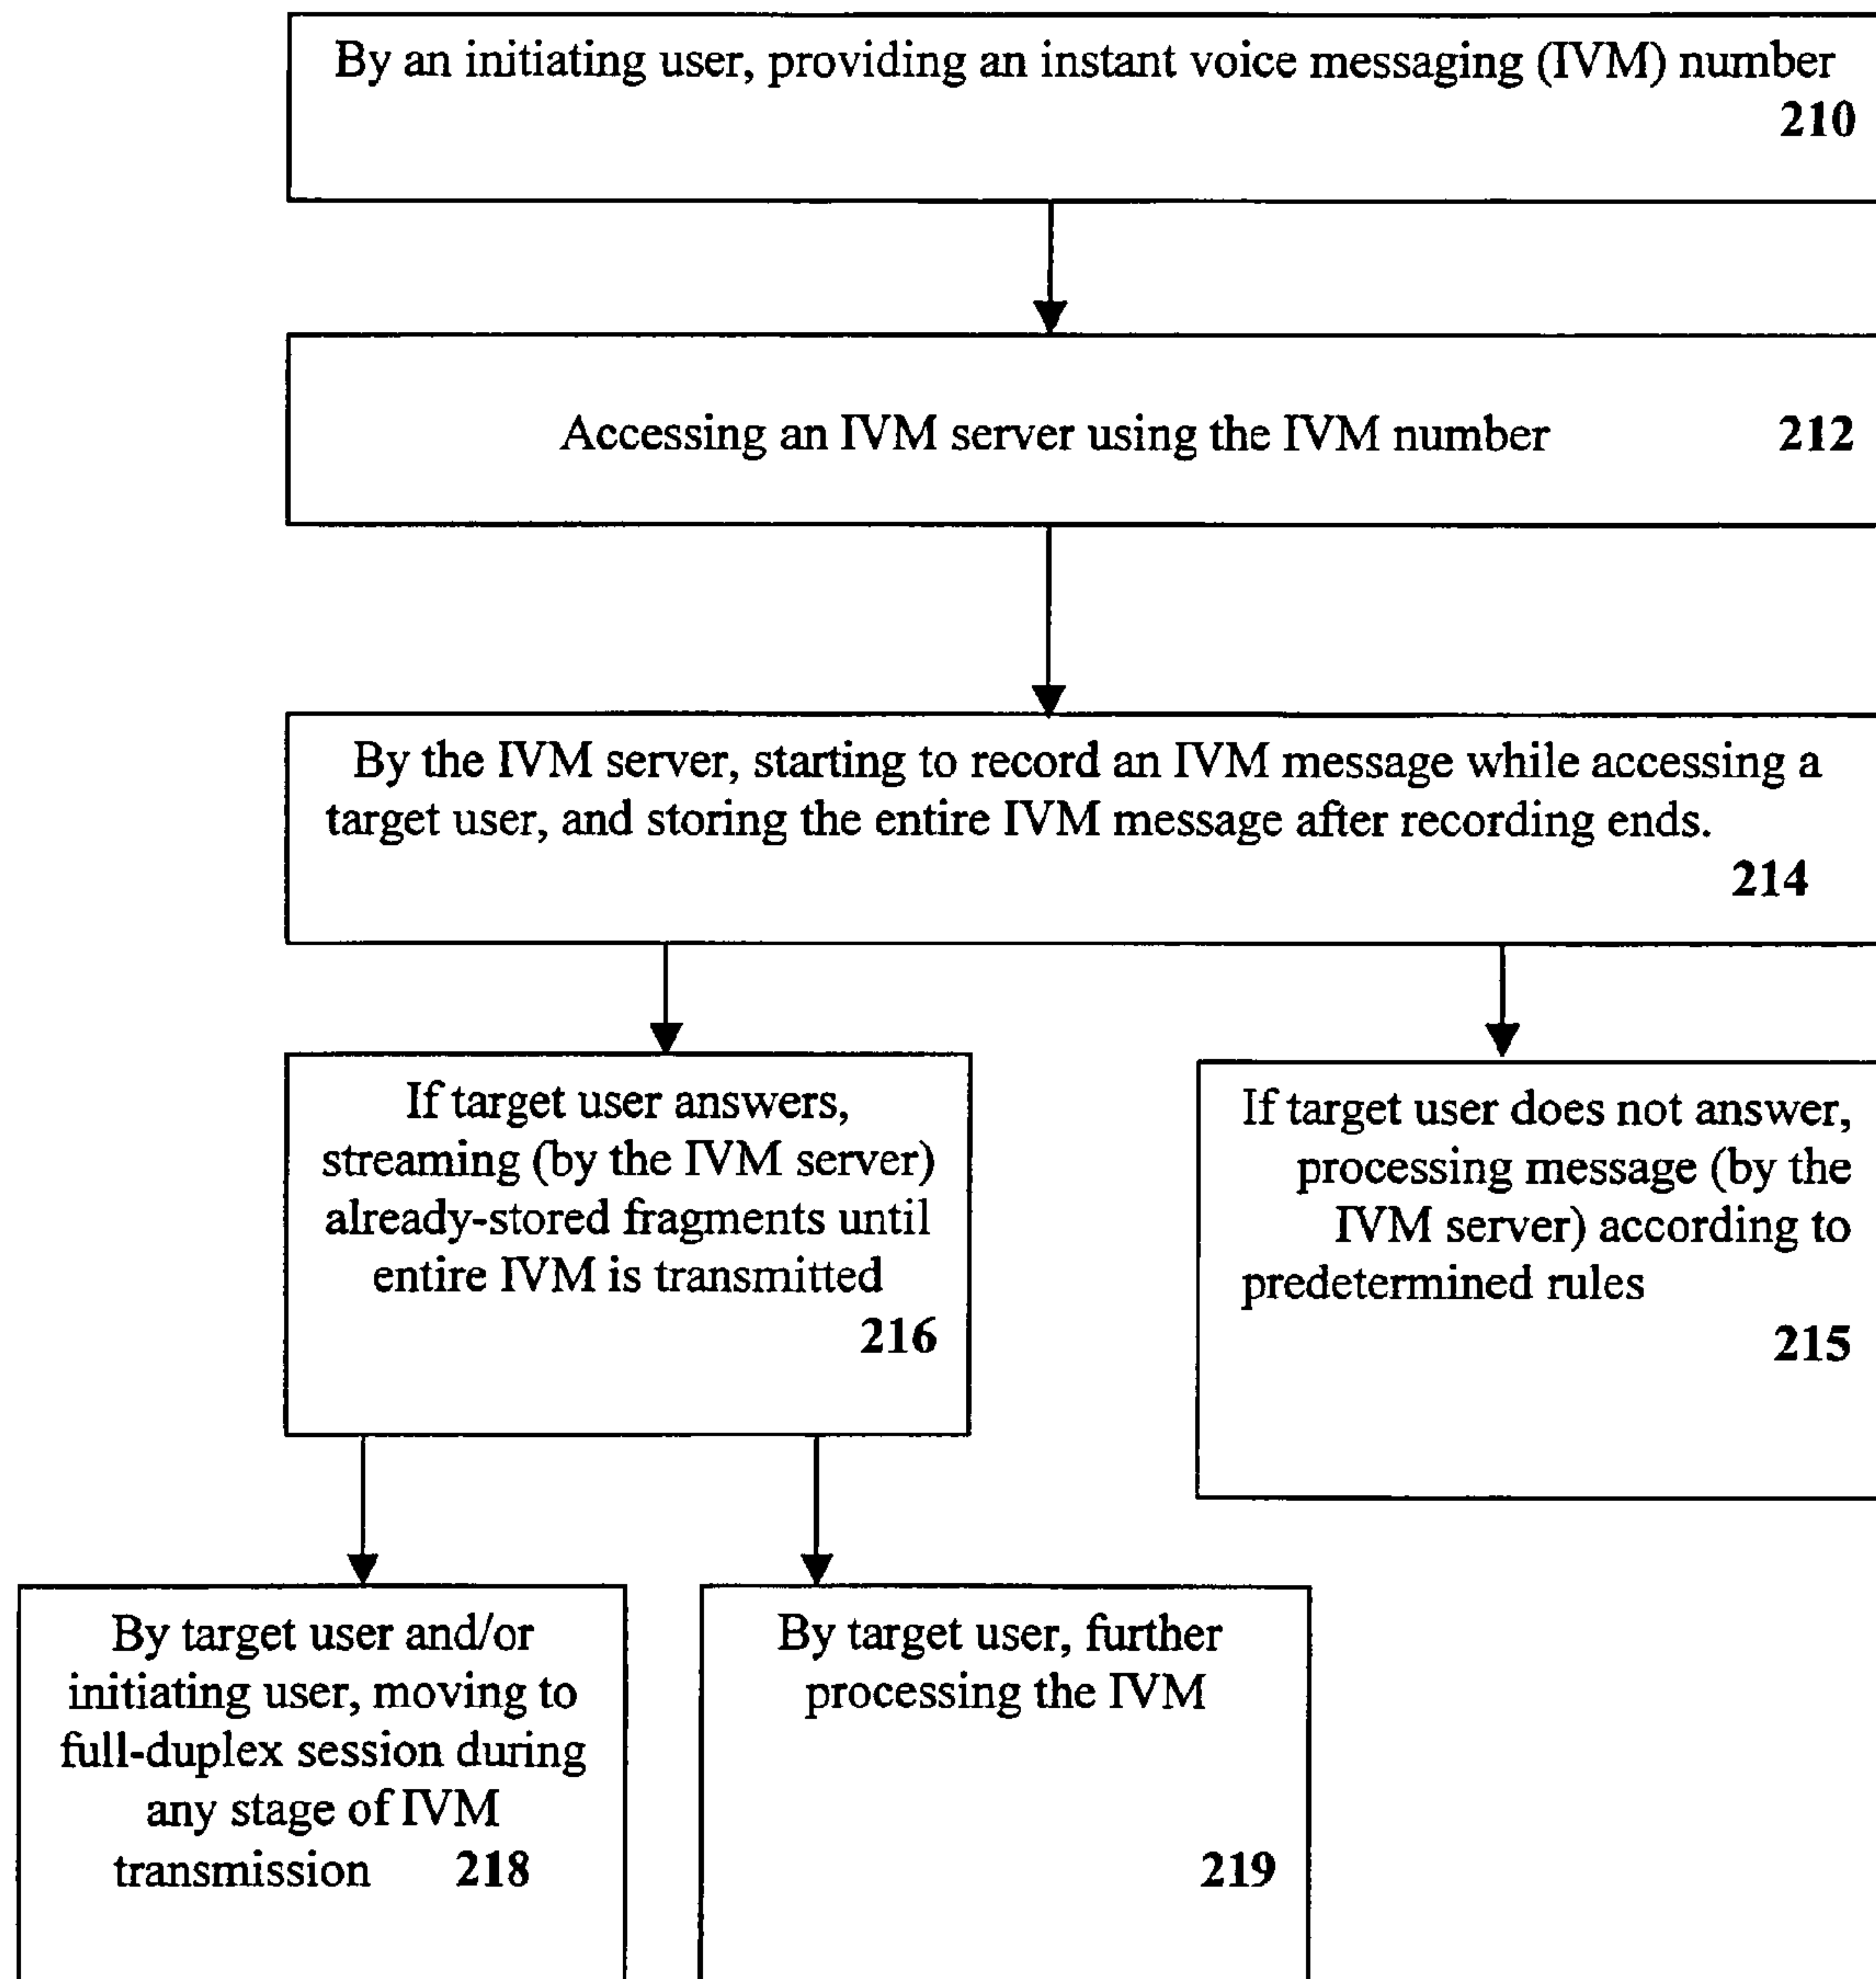 By an initiating user, providing an instant voice messaging (IVM) number
210
Accessing an IVM server using the IVM number 212
By the IVM server, starting to record an IVM message while accessing a
target user, and storing the entire IVM message after recording ends.
214
If target user answers,
streaming (by the IVM server)
already-stored fragments until
entire IVM is transmitted
216
If target user does not answer,
processing message (by the
IVM server) according to
predetermined rules
215
By target user and/or
initiating user, moving to
full-duplex session during
any stage of IVM
transmission 218
By target user, further
processing the IVM
219